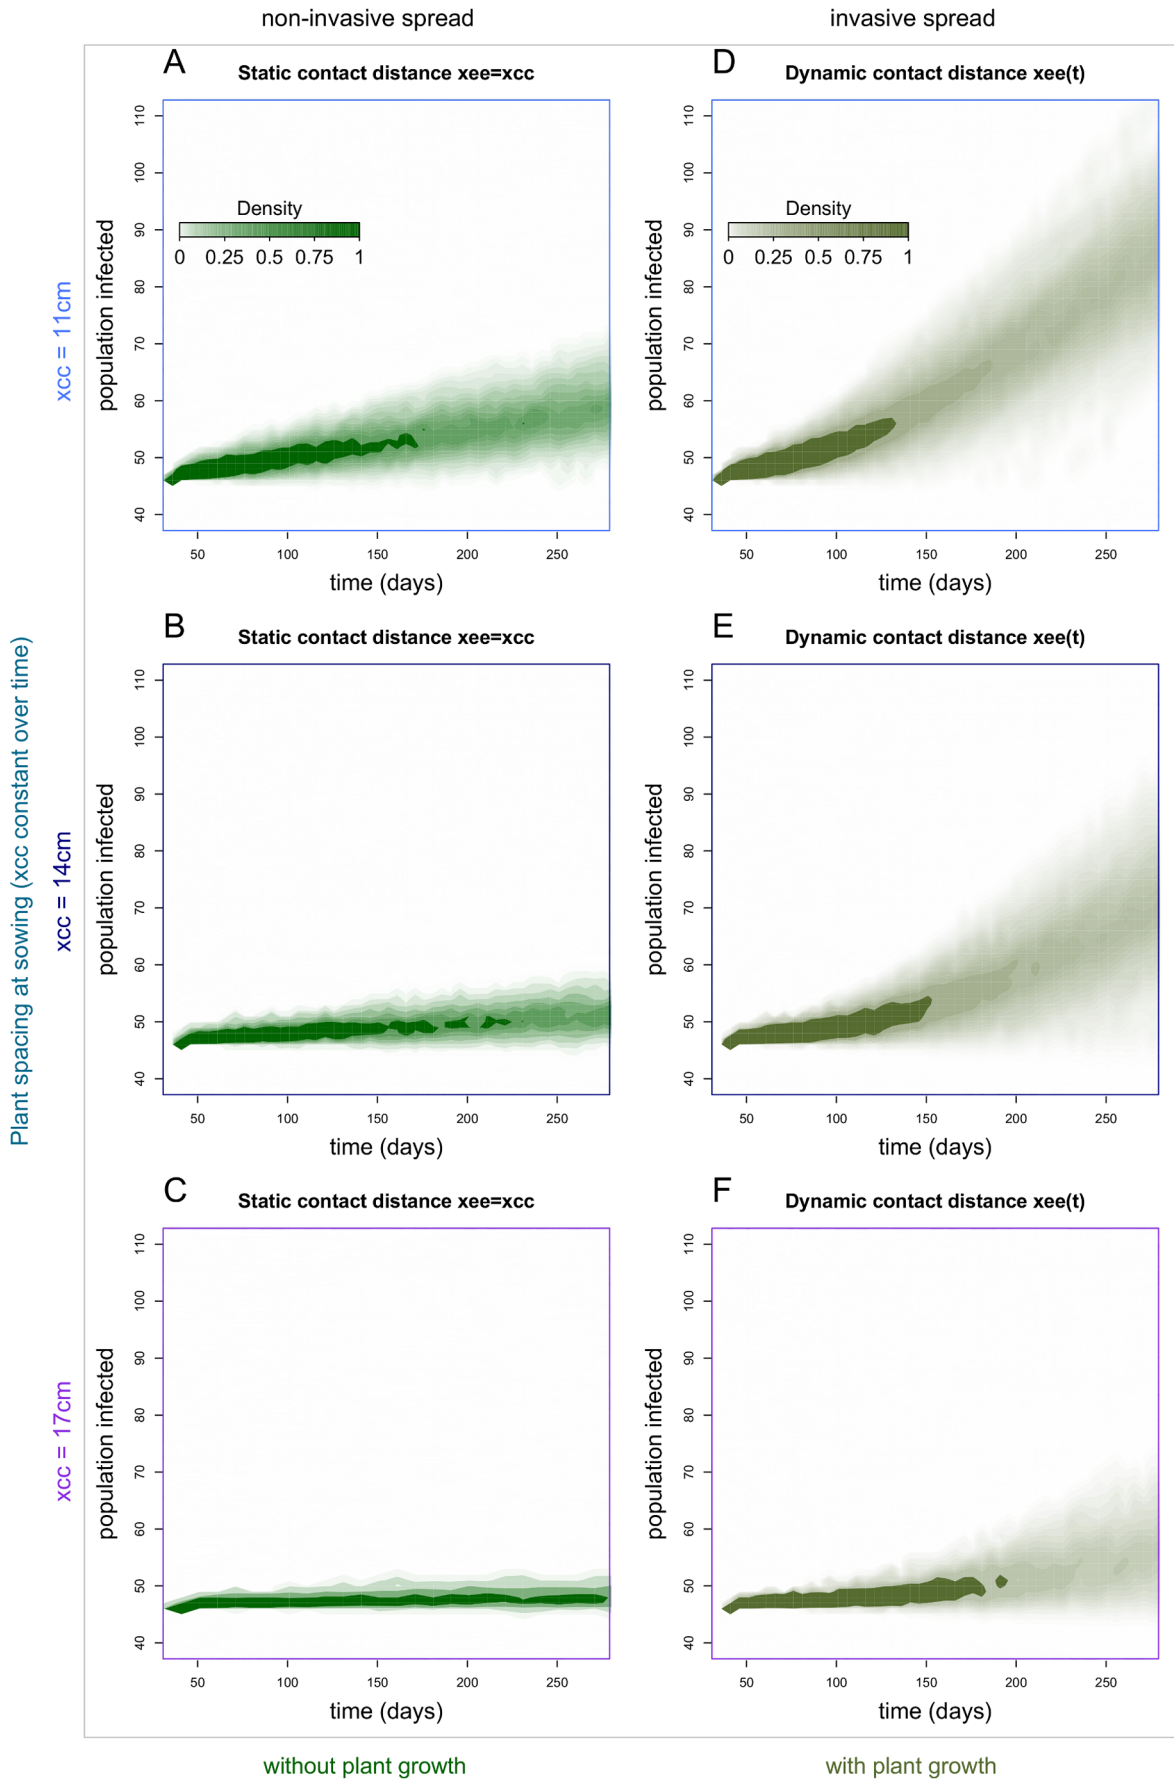 non-invasive spread
invasive spread
A
Static contact distance xee=xcc
D
Dynamic contact distance xee(t)
Density
0 0.25 0.5 0.75 1
population infected
40 50 60 70 80 90 100 110
50 100 150 200 250
time (days)
Density
0 0.25 0.5 0.75 1
population infected
40 50 60 70 80 90 100 110
50 100 150 200 250
time (days)
xcc = 11cm
B
Static contact distance xee=xcc
E
Dynamic contact distance xee(t)
population infected
40 50 60 70 80 90 100 110
50 100 150 200 250
time (days)
population infected
40 50 60 70 80 90 100 110
50 100 150 200 250
time (days)
Plant spacing at sowing (xcc constant over time)
xcc = 14cm
C
Static contact distance xee=xcc
F
Dynamic contact distance xee(t)
population infected
40 50 60 70 80 90 100 110
50 100 150 200 250
time (days)
population infected
40 50 60 70 80 90 100 110
50 100 150 200 250
time (days)
xcc = 17cm
without plant growth
with plant growth